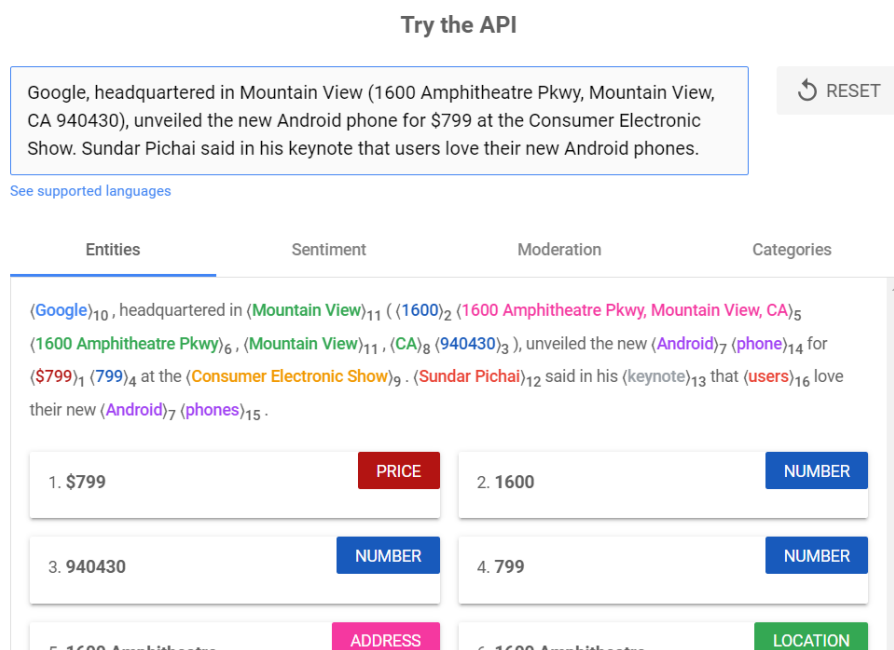 Try the API
Google, headquartered in Mountain View (1600 Amphitheatre Pkwy, Mountain View,
CA 940430), unveiled the new Android phone for $799 at the Consumer Electronic
Show. Sundar Pichai said in his keynote that users love their new Android phones.
RESET
See supported languages
Entities Sentiment Moderation Categories
⟨Google⟩10 , headquartered in ⟨Mountain View⟩11 ( ⟨1600⟩2 ⟨1600 Amphitheatre Pkwy, Mountain View, CA⟩5
⟨1600 Amphitheatre Pkwy⟩6 , ⟨Mountain View⟩11 , ⟨CA⟩8 ⟨940430⟩3 ), unveiled the new ⟨Android⟩7 ⟨phone⟩14 for
⟨$799⟩1 ⟨799⟩4 at the ⟨Consumer Electronic Show⟩9 . ⟨Sundar Pichai⟩12 said in his ⟨keynote⟩13 that ⟨users⟩16 love
their new ⟨Android⟩7 ⟨phones⟩15 .
1. $799 PRICE
2. 1600 NUMBER
3. 940430 NUMBER
4. 799 NUMBER
5. 1600 Amphitheatre ADDRESS
6. 1600 Amphitheatre LOCATION